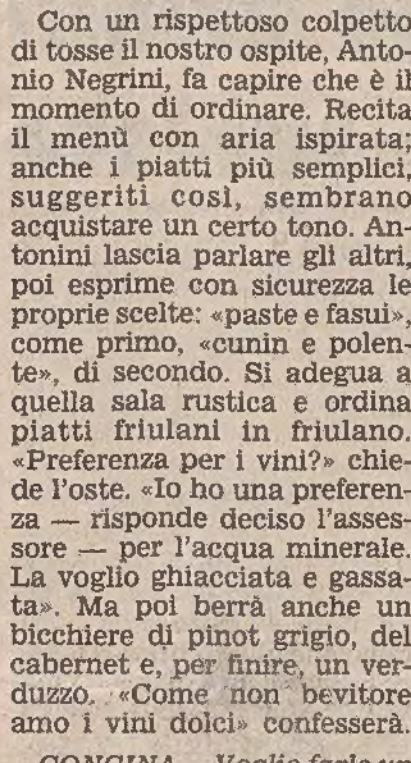 Con un rispettoso colpetto
di tosse il nostro ospite, Anto-
nio Negrini, fa capire che è il
momento di ordinare. Recita
il menù con aria ispirata;
anche i piatti più semplici,
suggeriti così, sembrano
acquistare un certo tono. An-
tonini lascia parlare gli altri,
poi esprime con sicurezza le
proprie scelte: «paste e fasui»,
come primo, «cunin e polen-
te», di secondo. Si adegua a
quella sala rustica e ordina
piatti friulani in friulano.
«Preferenza per i vini?» chie-
de l'oste. «Io ho una preferen-
za — risponde deciso l'asses-
sore — per l'acqua minerale.
La voglio ghiacciata e gassa-
ta». Ma poi berrà anche un
bicchiere di pinot grigio, del
cabernet e, per finire, un ver-
duzzo. «Come non bevitore
amo i vini dolci» confesserà.
CONCINA — Voglio farle un